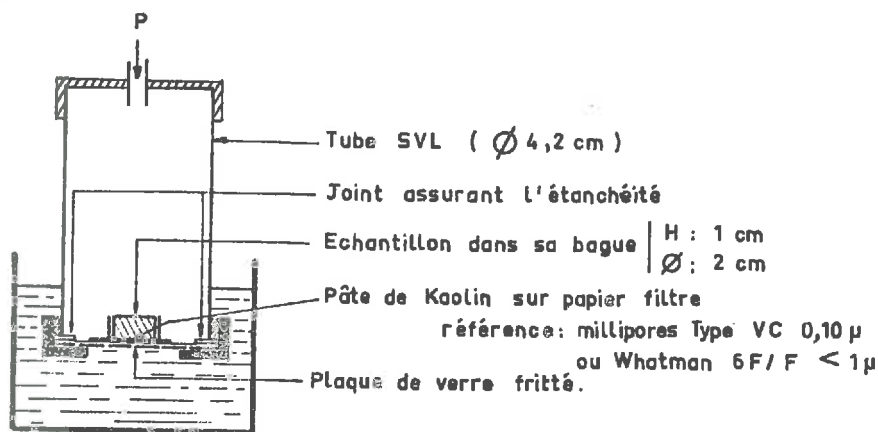 P
Tube SVL ( Ø 4,2 cm )
Joint assurant l'étanchéité
Echantillon dans sa bague | H : 1 cm
Ø : 2 cm
Pâte de Kaolin sur papier filtre
référence: millipores Type VC 0,10 µ
ou Whatman 6F/F < 1µ
Plaque de verre fritté.